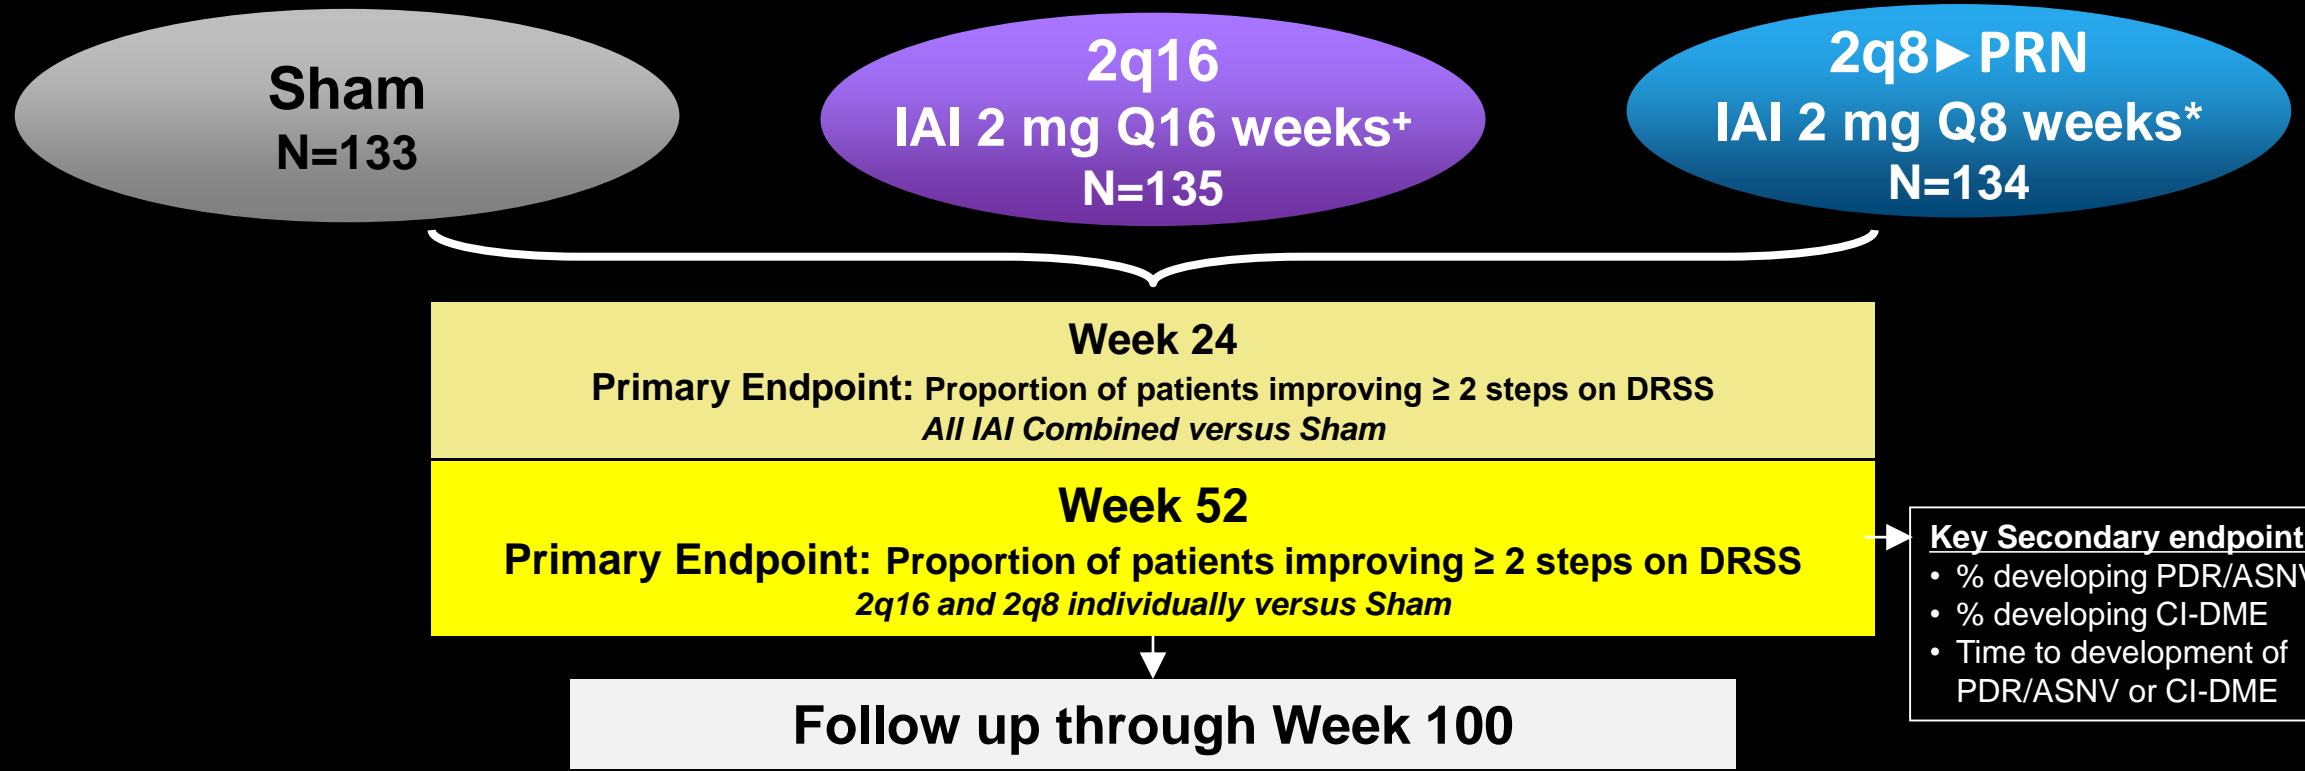 Sham
N=133
2q16
IAI 2 mg Q16 weeks+
N=135
2q8►PRN
IAI 2 mg Q8 weeks*
N=134
Week 24
Primary Endpoint: Proportion of patients improving ≥ 2 steps on DRSS
All IAI Combined versus Sham
Week 52
Primary Endpoint: Proportion of patients improving ≥ 2 steps on DRSS
2q16 and 2q8 individually versus Sham
Key Secondary endpoint
• % developing PDR/ASNV
• % developing CI-DME
• Time to development of
PDR/ASNV or CI-DME
Follow up through Week 100